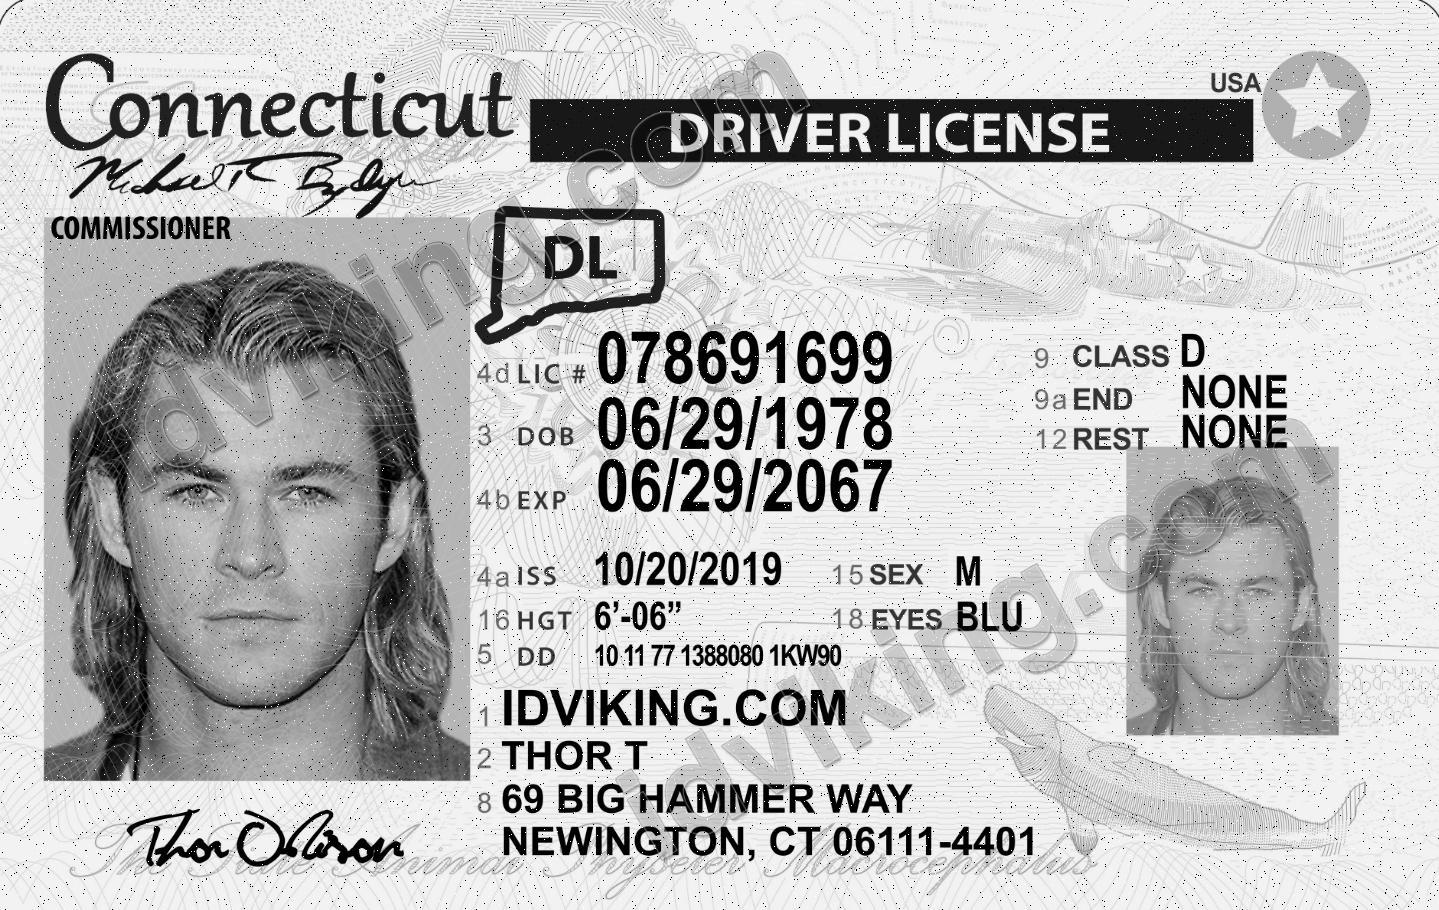 Connecticut
USA
DRIVER LICENSE
COMMISSIONER
DL
4d LIC # 078691699
9 CLASS D
3 DOB 06/29/1978
9a END NONE
12 REST NONE
4b EXP 06/29/2067
4a ISS 10/20/2019
15 SEX M
16 HGT 6’-06”
18 EYES BLU
5 DD 10 11 77 1388080 1KW90
1 IDVIKING.COM
2 THOR T
8 69 BIG HAMMER WAY
NEWINGTON, CT 06111-4401
Thor Odinson
The State Animal Physeter Macrocephalus
idviking.com
idviking.com